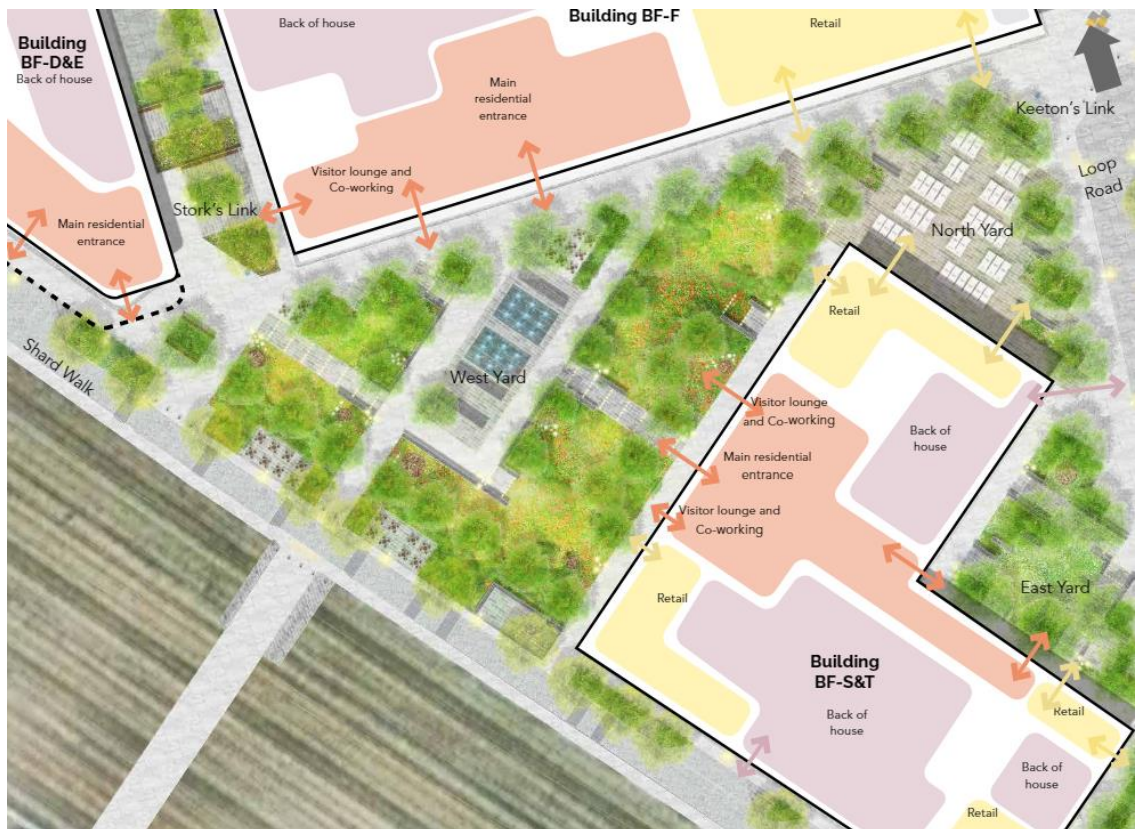 Building
BF-D&E
Back of house
Back of house
Building BF-F
Retail
Main
residential
entrance
Keeton's Link
Loop
Road
Visitor lounge and
Co-working
Stork's Link
Main residential
entrance
North Yard
Retail
Shard Walk
West Yard
Visitor lounge
and Co-working
Back of
house
Main residential
entrance
Visitor lounge and
Co-working
East Yard
Retail
Building
BF-S&T
Back of
house
Retail
Back of
house
Retail